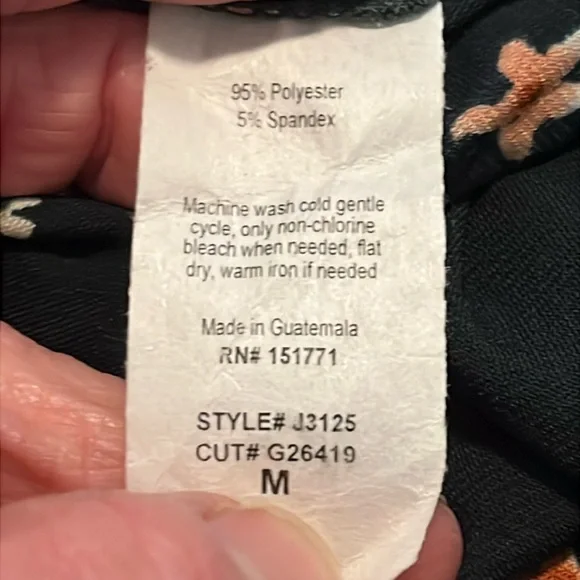 95% Polyester
5% Spandex
Machine wash cold gentle
cycle, only non-chlorine
bleach when needed, flat
dry, warm iron if needed
Made in Guatemala
RN# 151771
STYLE# J3125
CUT# G26419
M